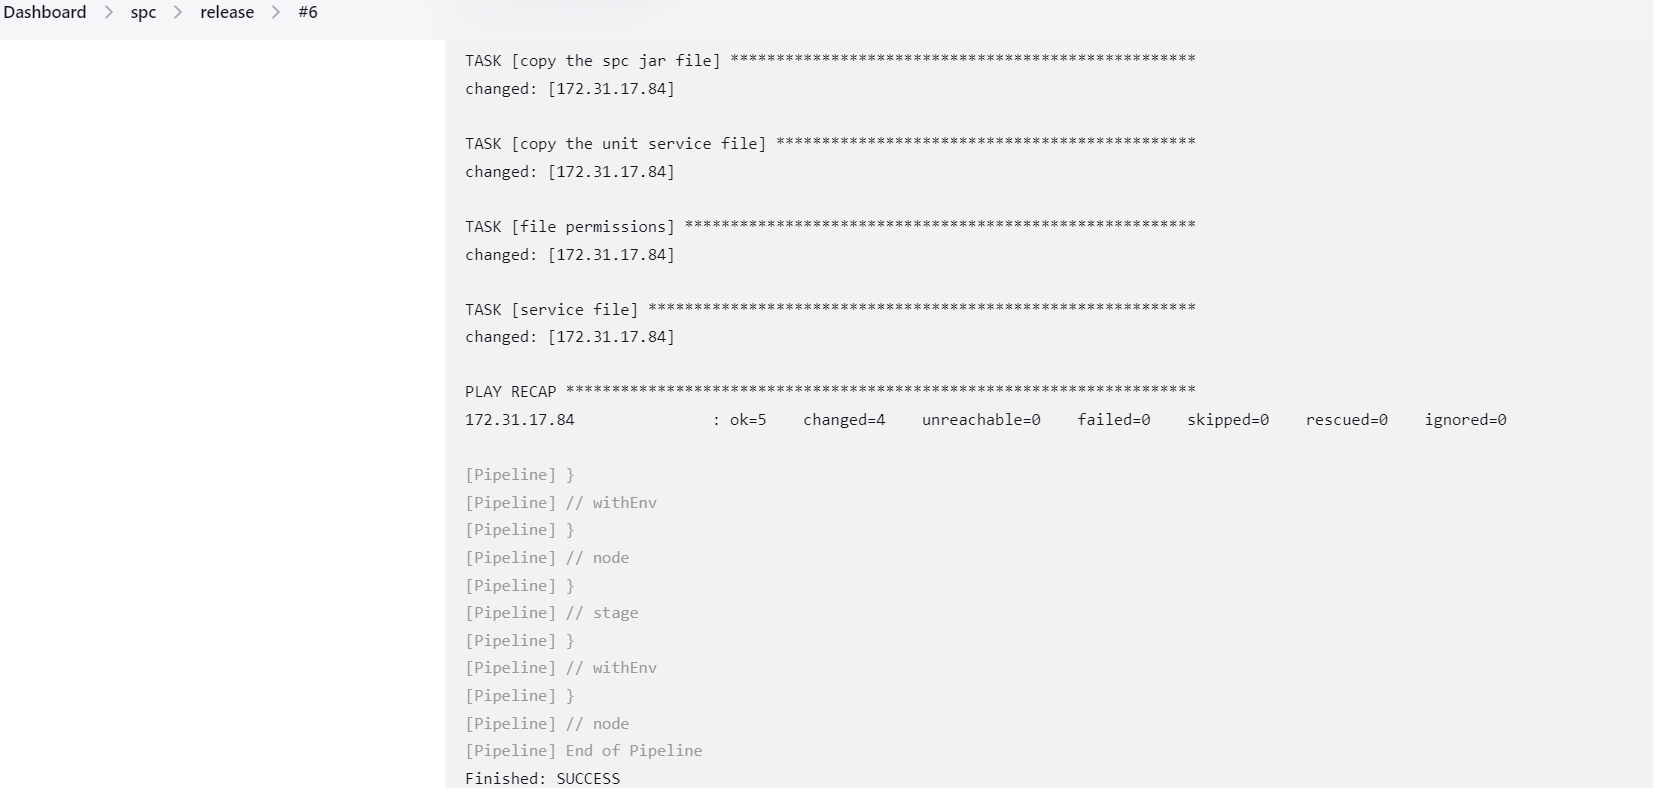 Dashboard > spc > release > #6
TASK [copy the spc jar file] ***************************************************
changed: [172.31.17.84]
TASK [copy the unit service file] **********************************************
changed: [172.31.17.84]
TASK [file permissions] ********************************************************
changed: [172.31.17.84]
TASK [service file] ************************************************************
changed: [172.31.17.84]
PLAY RECAP *********************************************************************
172.31.17.84               : ok=5    changed=4    unreachable=0    failed=0    skipped=0    rescued=0    ignored=0
[Pipeline] }
[Pipeline] // withEnv
[Pipeline] }
[Pipeline] // node
[Pipeline] }
[Pipeline] // stage
[Pipeline] }
[Pipeline] // withEnv
[Pipeline] }
[Pipeline] // node
[Pipeline] End of Pipeline
Finished: SUCCESS